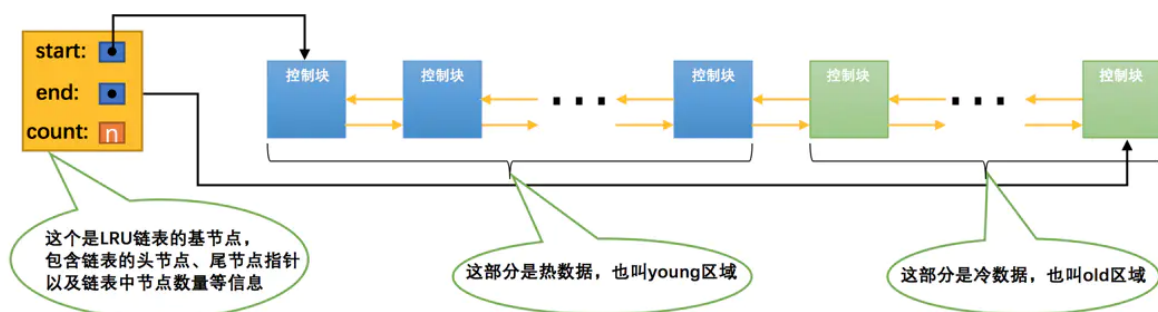 start:
end:
count: n
控制块
控制块
控制块
控制块
控制块
这个是LRU链表的基节点，
包含链表的头节点、尾节点指针
以及链表中节点数量等信息
这部分是热数据，也叫young区域
这部分是冷数据，也叫old区域